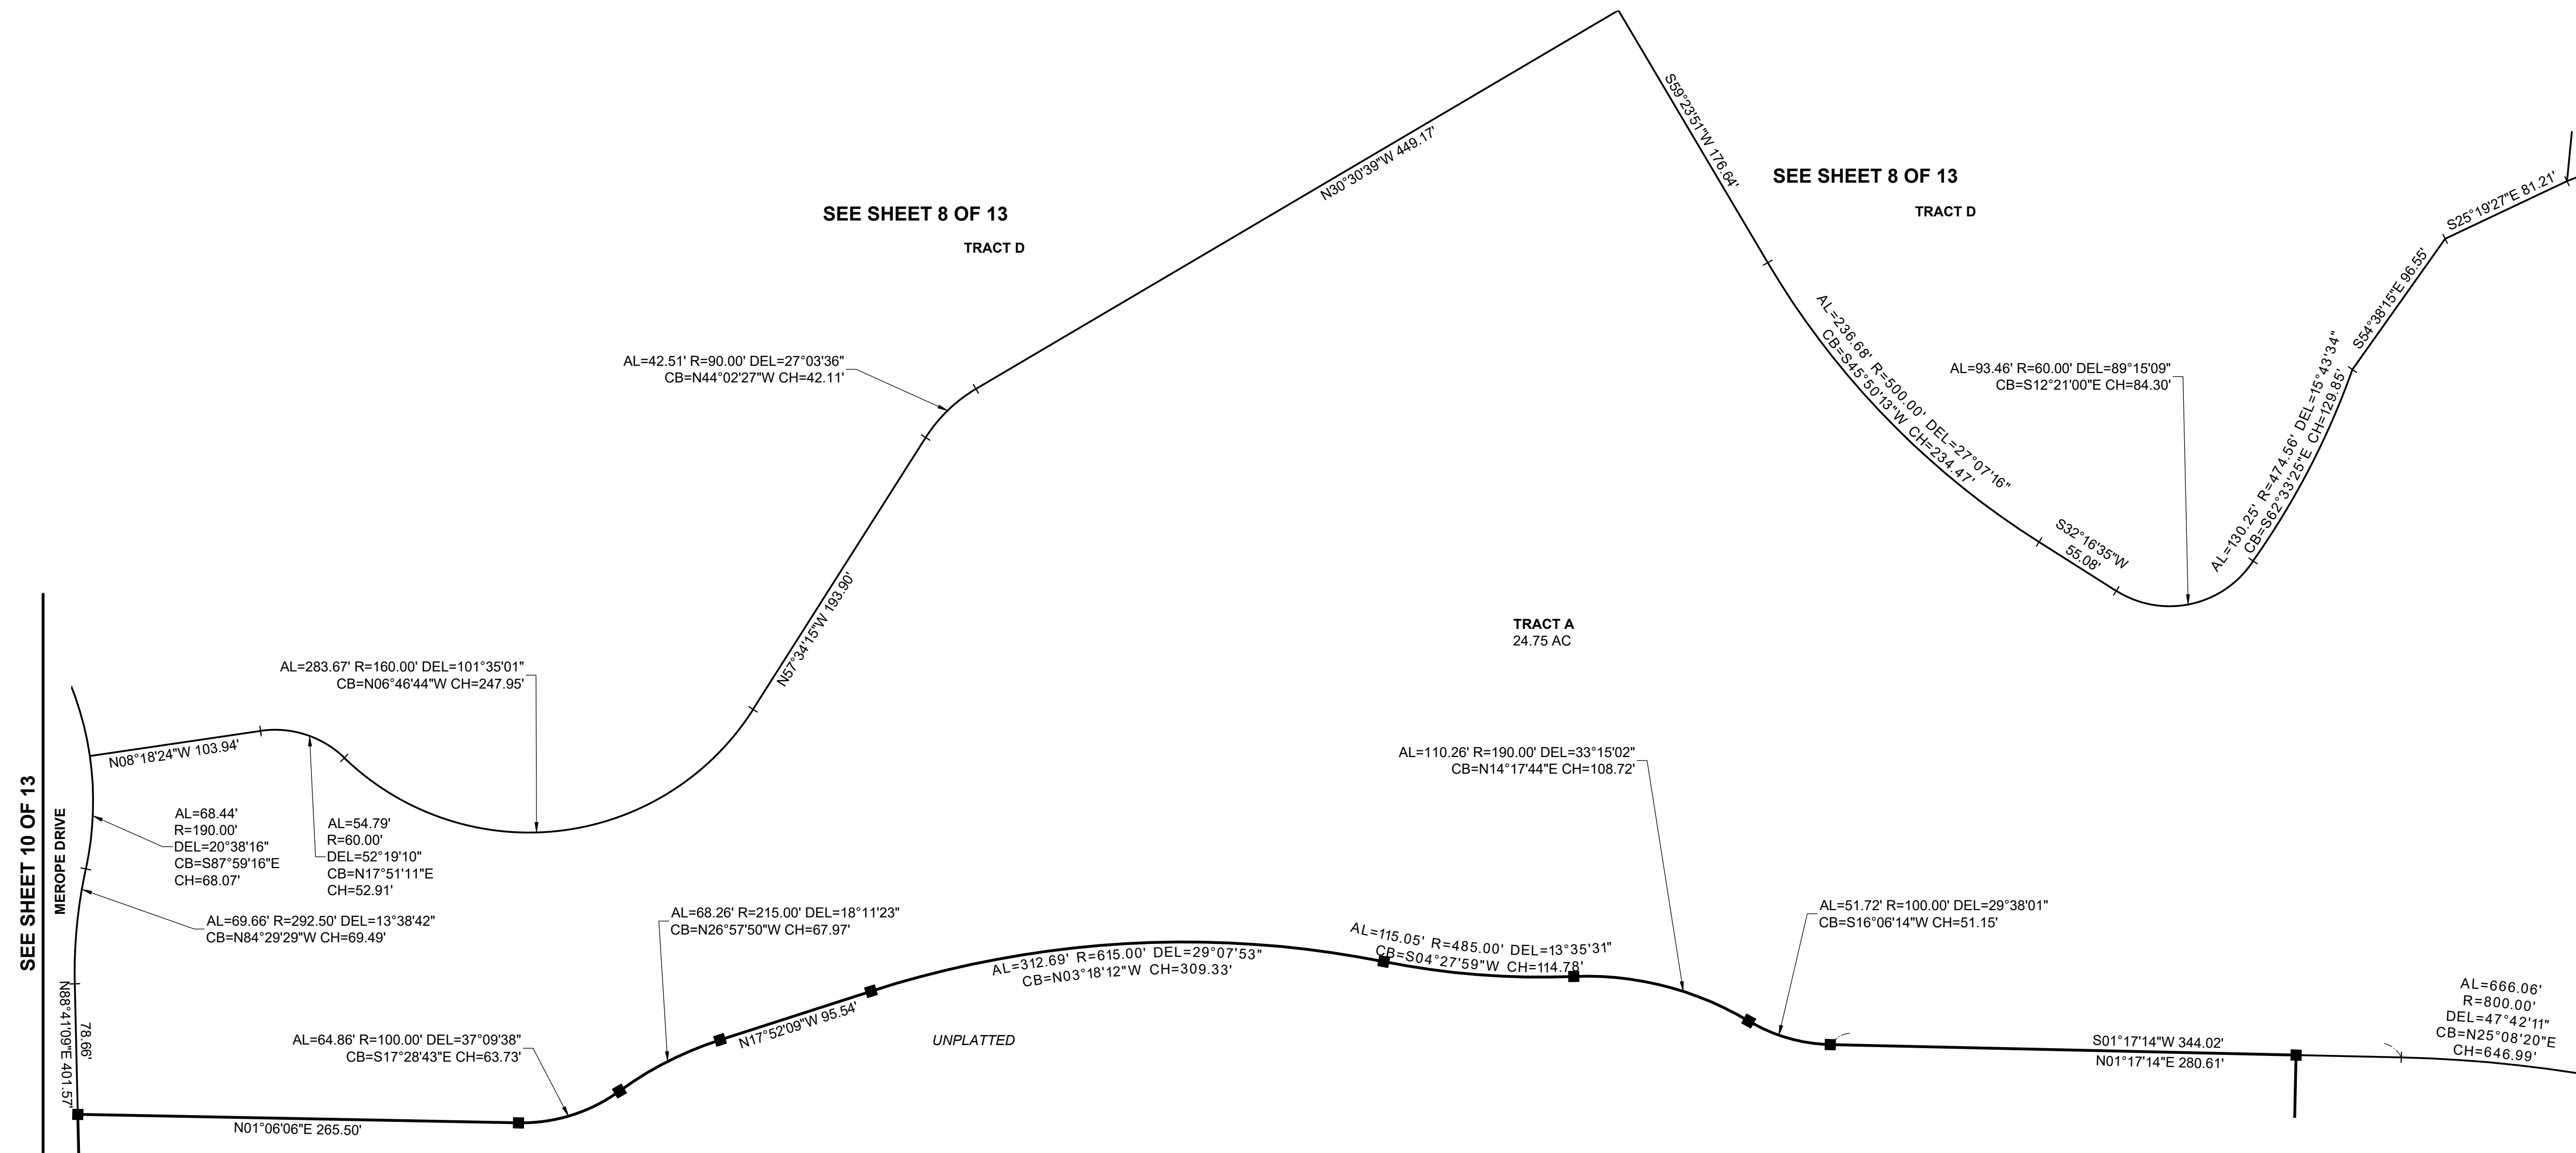 S59°23'51"W 176.64'
N30°30'39"W 449.17'
SEE SHEET 8 OF 13
TRACT D
SEE SHEET 8 OF 13
TRACT D
S25°19'27"E 81.21'
S54°38'15"E 96.55'
AL=236.68' R=500.00' DEL=27°07'16"
CB=S45°50'13"W CH=234.47'
AL=93.46' R=60.00' DEL=89°15'09"
CB=S12°21'00"E CH=84.30'
AL=130.25' R=474.56' DEL=15°43'34"
CB=S62°33'25"E CH=129.85'
AL=42.51' R=90.00' DEL=27°03'36"
CB=N44°02'27"W CH=42.11'
S32°16'35"W
55.08'
N57°34'15"W 193.90'
TRACT A
24.75 AC
AL=283.67' R=160.00' DEL=101°35'01"
CB=N06°46'44"W CH=247.95'
N08°18'24"W 103.94'
SEE SHEET 10 OF 13
MEROPE DRIVE
AL=68.44'
R=190.00'
DEL=20°38'16"
CB=S87°59'16"E
CH=68.07'
AL=54.79'
R=60.00'
DEL=52°19'10"
CB=N17°51'11"E
CH=52.91'
AL=110.26' R=190.00' DEL=33°15'02"
CB=N14°17'44"E CH=108.72'
AL=69.66' R=292.50' DEL=13°38'42"
CB=N84°29'29"W CH=69.49'
AL=68.26' R=215.00' DEL=18°11'23"
CB=N26°57'50"W CH=67.97'
AL=312.69' R=615.00' DEL=29°07'53"
CB=N03°18'12"W CH=309.33'
AL=115.05' R=485.00' DEL=13°35'31"
CB=S04°27'59"W CH=114.78'
AL=51.72' R=100.00' DEL=29°38'01"
CB=S16°06'14"W CH=51.15'
N17°52'09"W 95.54'
UNPLATTED
N88°41'09"E 401.57'
78.66'
AL=64.86' R=100.00' DEL=37°09'38"
CB=S17°28'43"E CH=63.73'
N01°06'06"E 265.50'
S01°17'14"W 344.02'
N01°17'14"E 280.61'
AL=666.06'
R=800.00'
DEL=47°42'11"
CB=N25°08'20"E
CH=646.99'